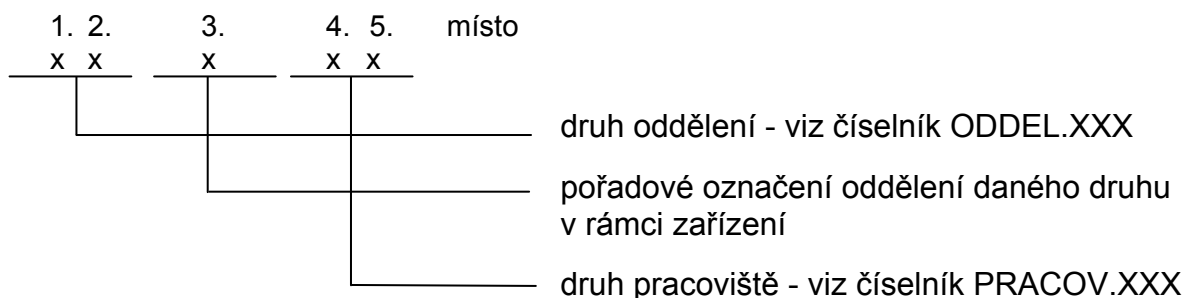 1. 2. 3. 4. 5. místo
x x x x x
druh oddělení - viz číselník ODDEL.XXX
pořadové označení oddělení daného druhu
v rámci zařízení
druh pracoviště - viz číselník PRACOV.XXX